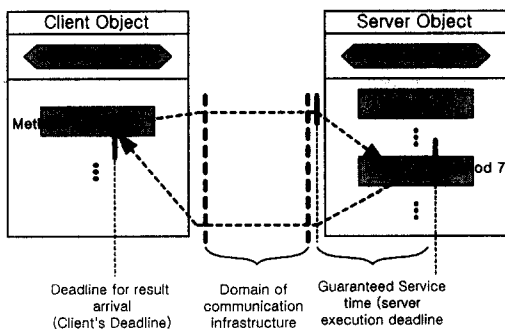 Client Object
Server Object
Met
od 7
Deadline for result
arrival
(Client's Deadline)
Domain of
communication
infrastructure
Guaranteed Service
time (server
execution deadline